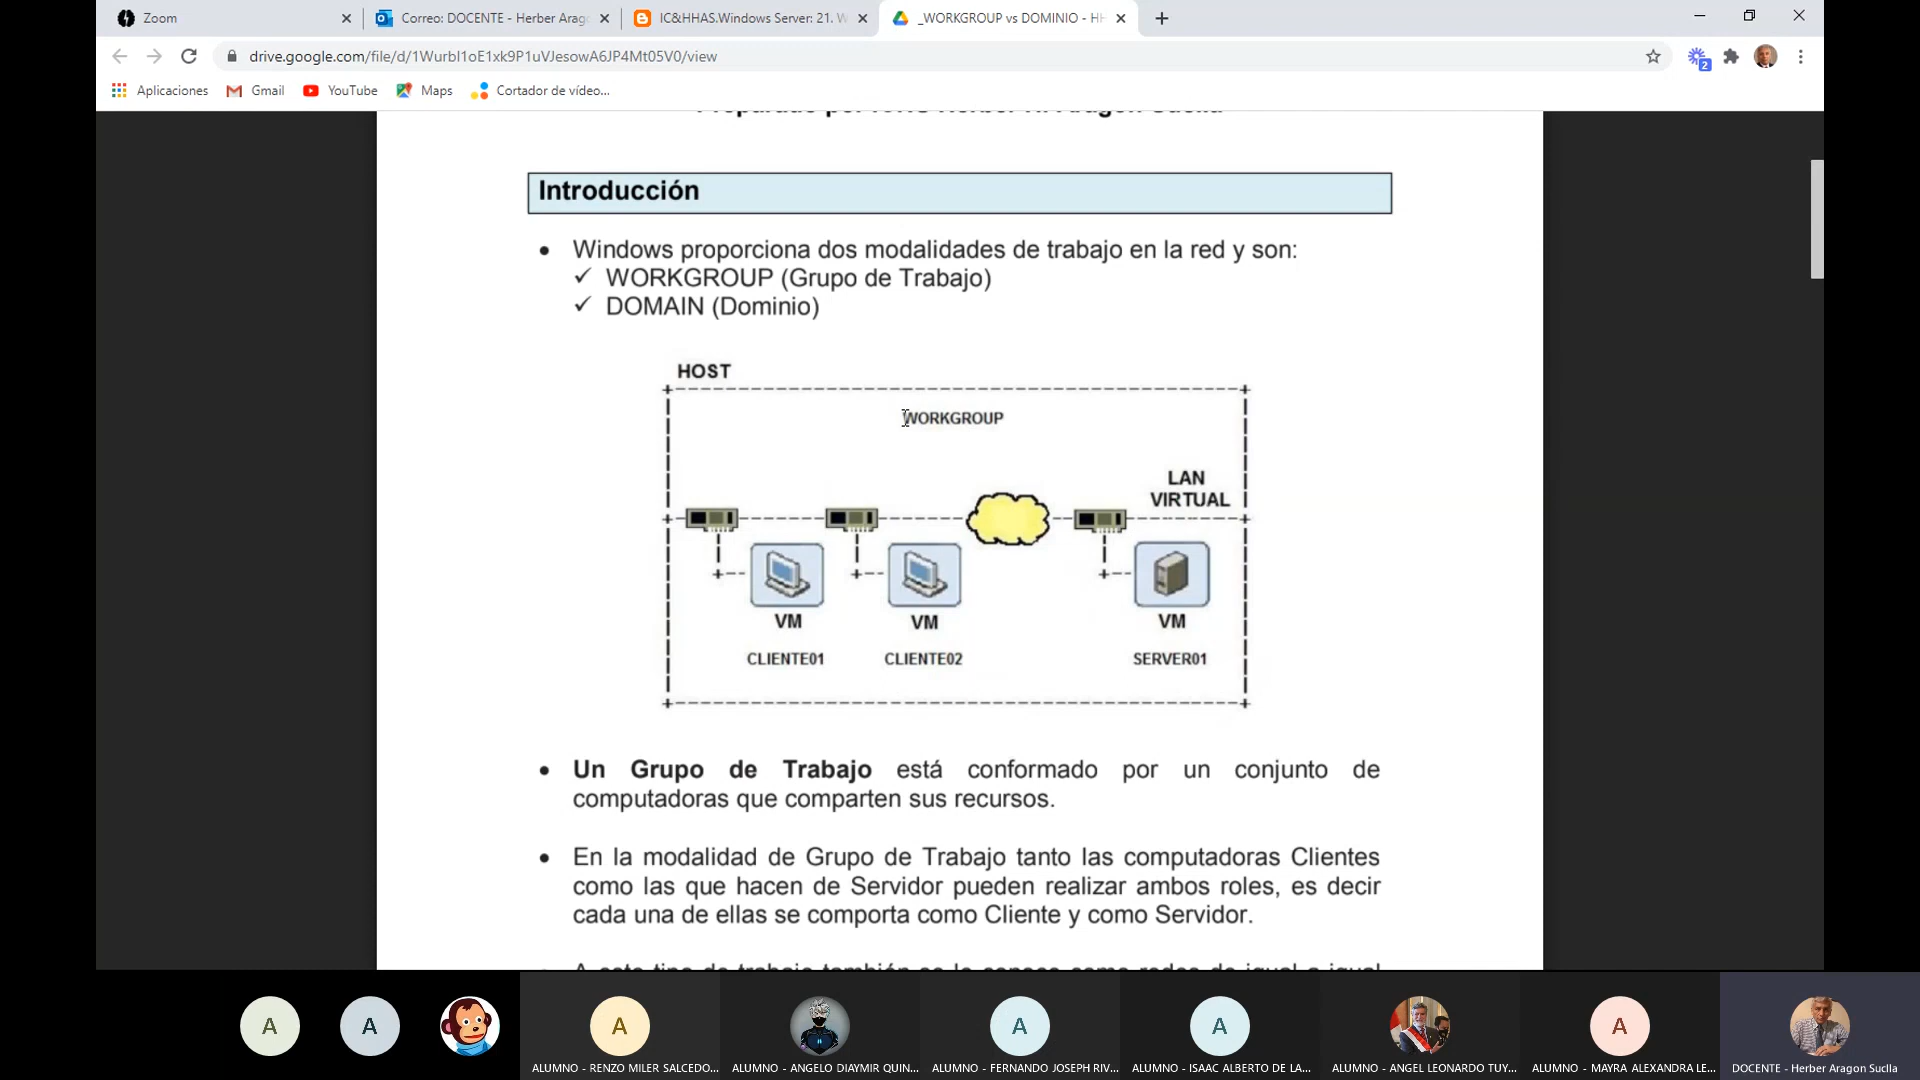 Zoom
Correo: DOCENTE - Herber Arag
IC&HHAS.Windows Server: 21. W
_WORKGROUP vs DOMINIO - HH
drive.google.com/file/d/1WurbI1oE1xk9P1uVJesowA6JP4Mt05V0/view
2
Aplicaciones
Gmail
YouTube
Maps
Cortador de vídeo...
Introducción
• Windows proporciona dos modalidades de trabajo en la red y son:
✓ WORKGROUP (Grupo de Trabajo)
✓ DOMAIN (Dominio)
HOST
WORKGROUP
LAN
VIRTUAL
VM
VM
VM
CLIENTE01
CLIENTE02
SERVER01
• Un Grupo de Trabajo está conformado por un conjunto de
computadoras que comparten sus recursos.
• En la modalidad de Grupo de Trabajo tanto las computadoras Clientes
como las que hacen de Servidor pueden realizar ambos roles, es decir
cada una de ellas se comporta como Cliente y como Servidor.
A
A
A
A
A
A
ALUMNO - RENZO MILER SALCEDO...
ALUMNO - ANGELO DIAYMIR QUIN...
ALUMNO - FERNANDO JOSEPH RIV...
ALUMNO - ISAAC ALBERTO DE LA...
ALUMNO - ANGEL LEONARDO TUY...
ALUMNO - MAYRA ALEXANDRA LE...
DOCENTE - Herber Aragon Suclla